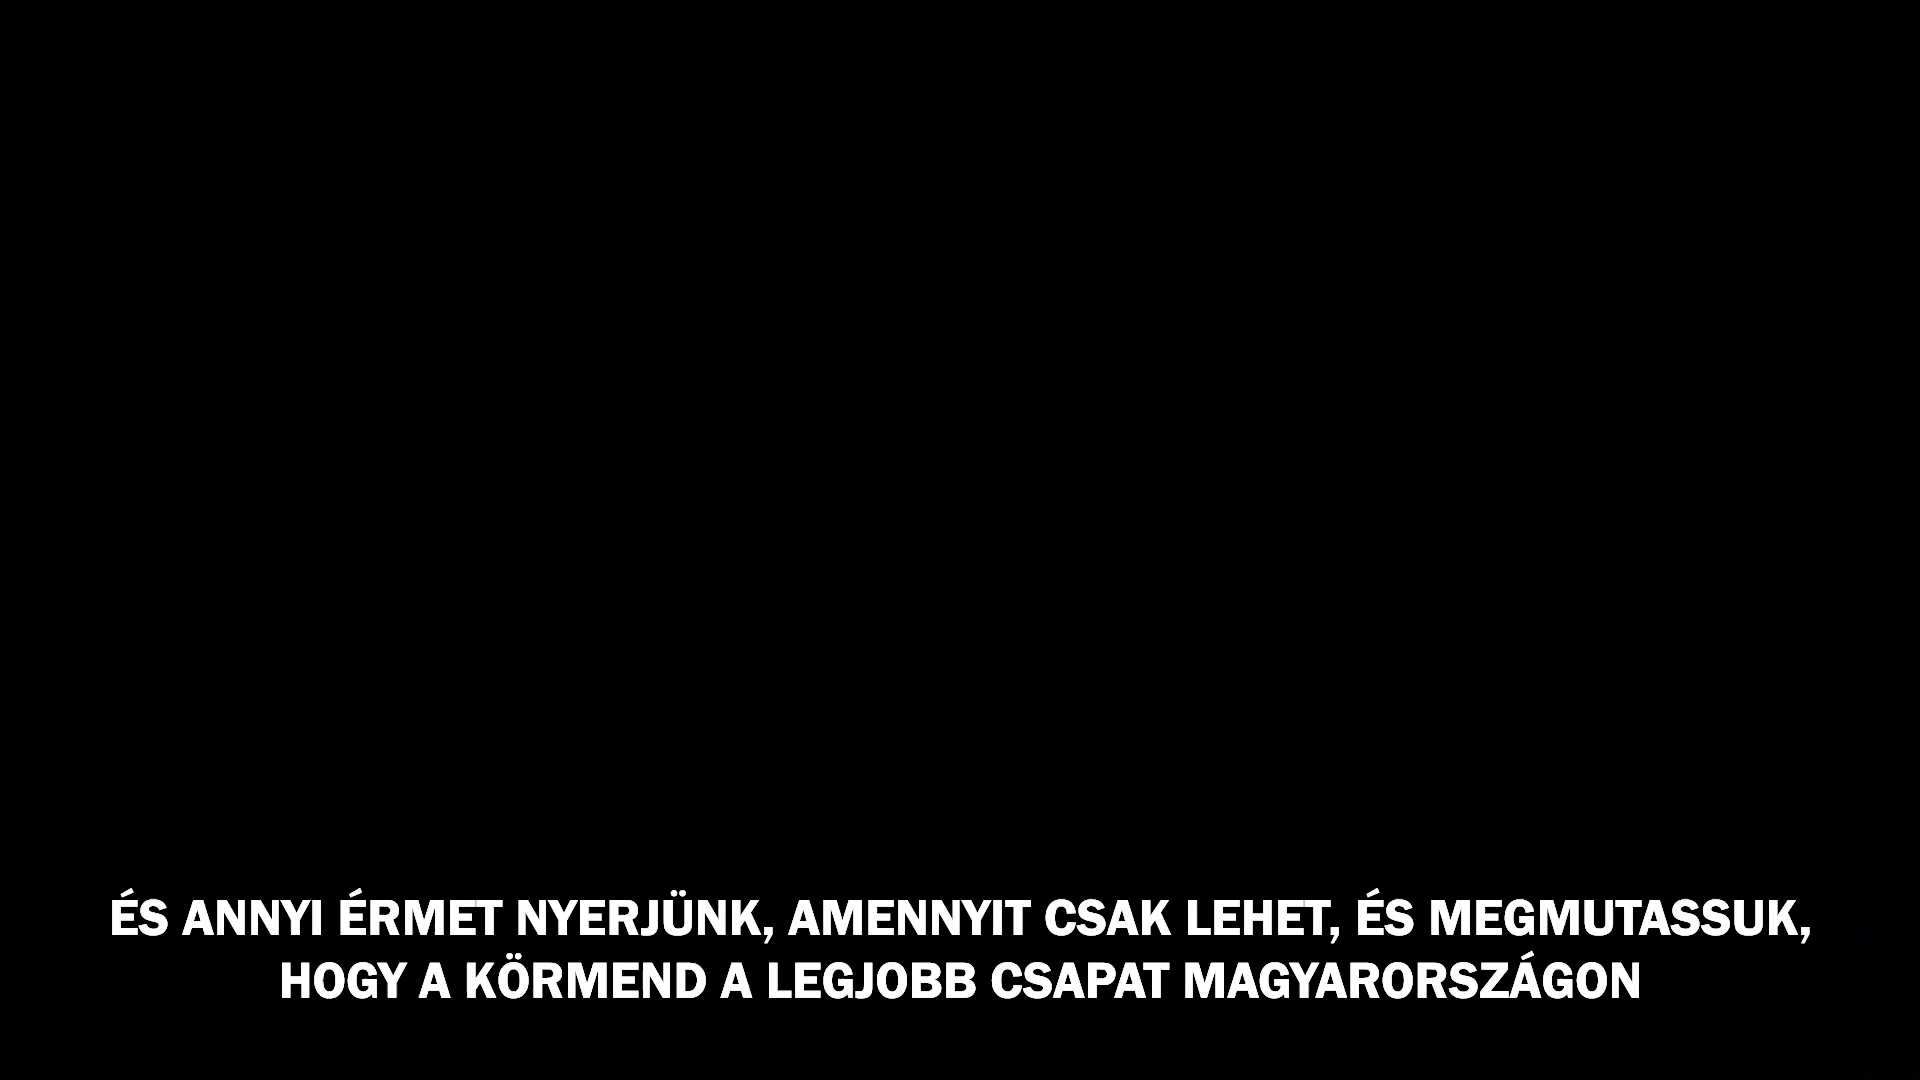 ÉS ANNYI ÉRMET NYERJÜNK, AMENNYIT CSAK LEHET, ÉS MEGMUTASSUK,
HOGY A KÖRMEND A LEGJOBB CSAPAT MAGYARORSZÁGON